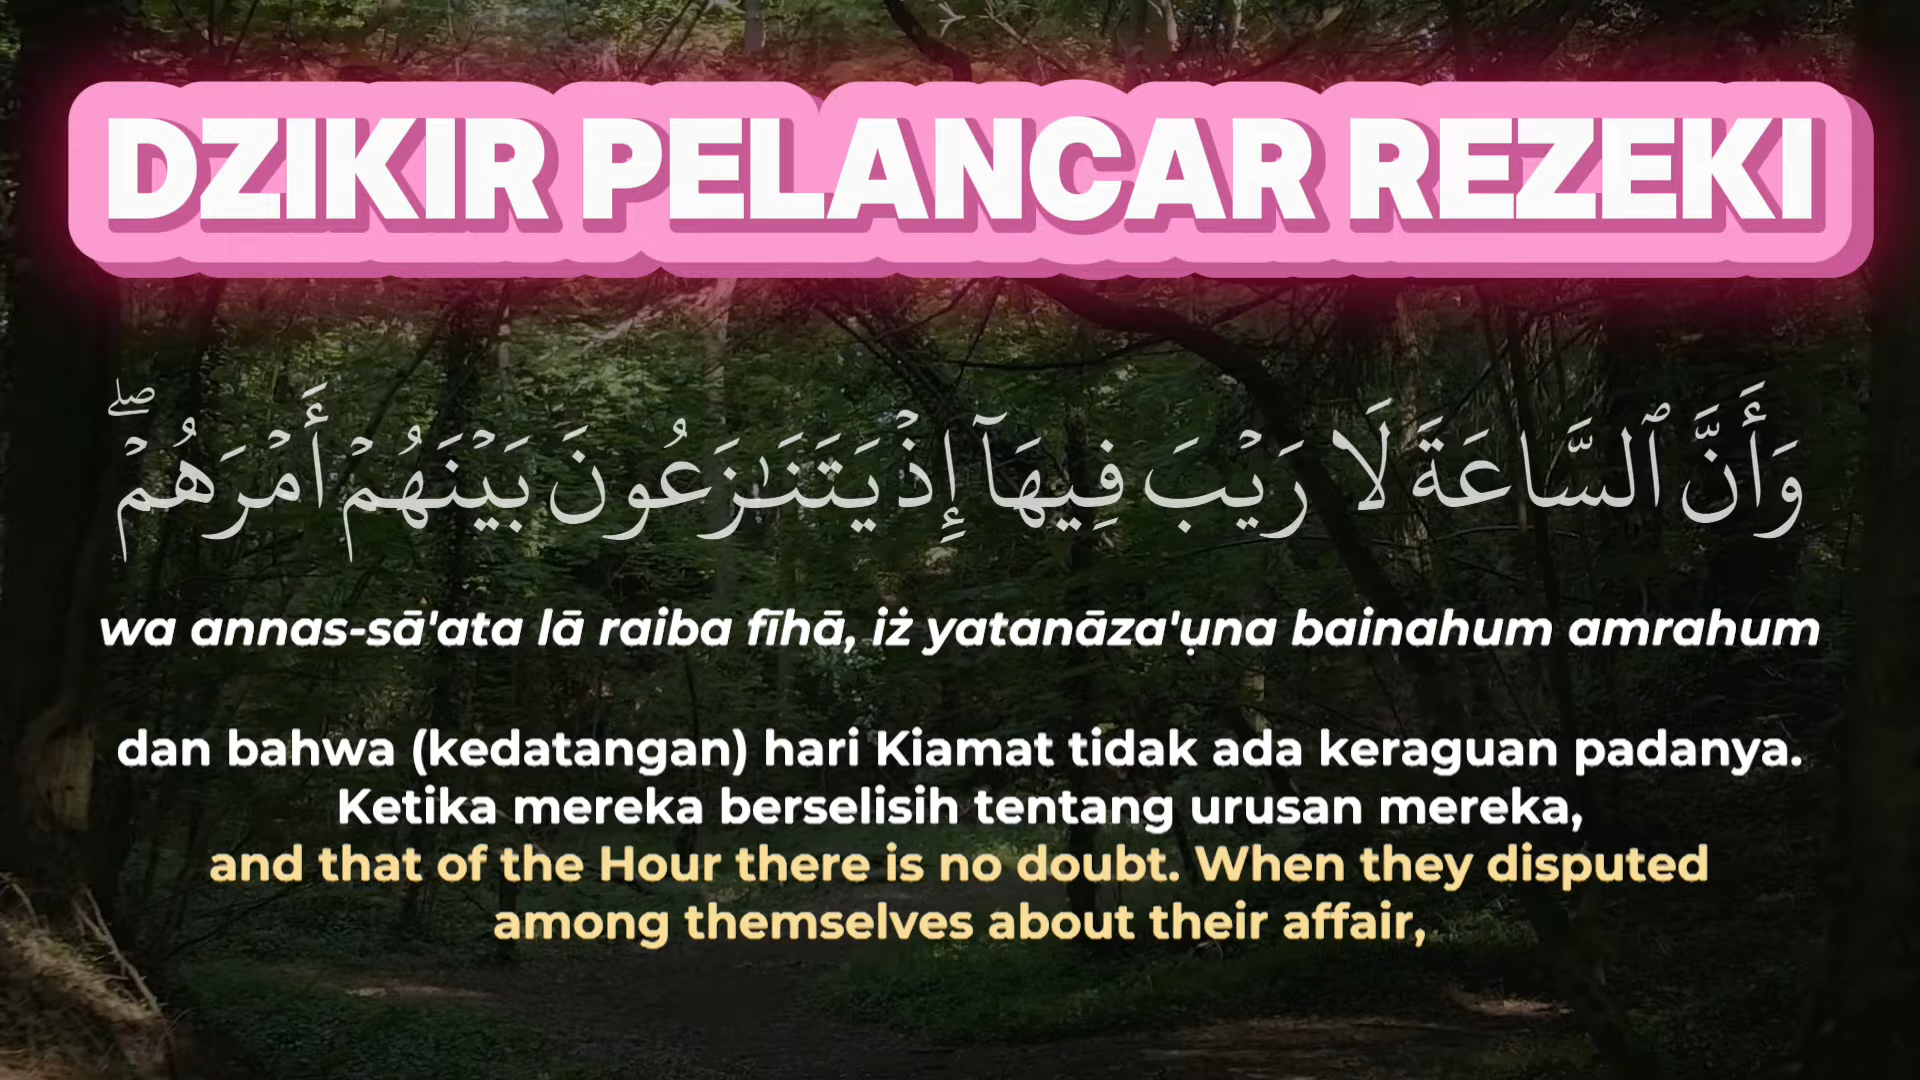 DZIKIR PELANCAR REZEKI
وَأَنَّ ٱلسَّاعَةَ لَا رَيْبَ فِيهَآ إِذْ يَتَنَـٰزَعُونَ بَيْنَهُمْ أَمْرَهُمْ ۖ
wa annas-sā'ata lā raiba fīhā, iż yatanāza'ụna bainahum amrahum
dan bahwa (kedatangan) hari Kiamat tidak ada keraguan padanya.
Ketika mereka berselisih tentang urusan mereka,
and that of the Hour there is no doubt. When they disputed
among themselves about their affair,